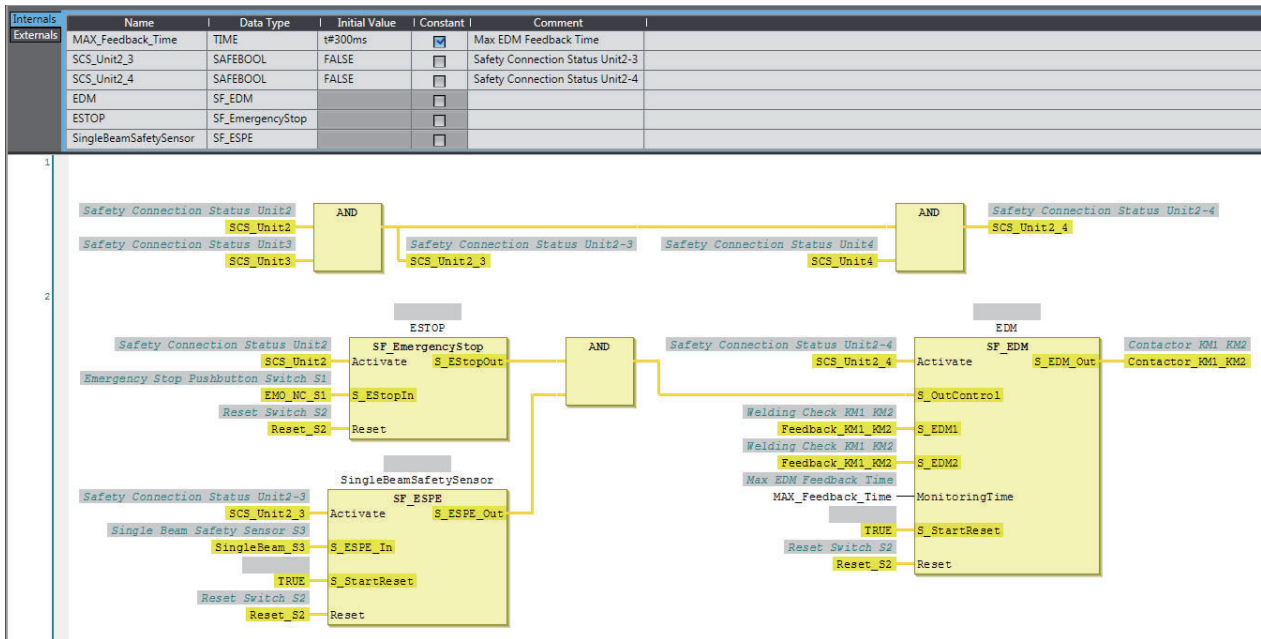 Internals
Externals
Name Data Type Initial Value Constant Comment
MAX_Feedback_Time TIME t#300ms Max EDM Feedback Time
SCS_Unit2_3 SAFEBOOL FALSE Safety Connection Status Unit2-3
SCS_Unit2_4 SAFEBOOL FALSE Safety Connection Status Unit2-4
EDM SF_EDM
ESTOP SF_EmergencyStop
SingleBeamSafetySensor SF_ESPE
1
Safety Connection Status Unit2
SCS_Unit2
Safety Connection Status Unit3
SCS_Unit3
AND
Safety Connection Status Unit2-3
SCS_Unit2_3
Safety Connection Status Unit4
SCS_Unit4
AND
Safety Connection Status Unit2-4
SCS_Unit2_4
2
ESTOP
SF_EmergencyStop
Safety Connection Status Unit2
SCS_Unit2 Activate S_EStopOut
Emergency Stop Pushbutton Switch S1
EMO_NC_S1 S_EStopIn
Reset Switch S2
Reset_S2 Reset
AND
SingleBeamSafetySensor
SF_ESPE
Safety Connection Status Unit2-3
SCS_Unit2_3 Activate S_ESPE_Out
Single Beam Safety Sensor S3
SingleBeam_S3 S_ESPE_In
TRUE S_StartReset
Reset Switch S2
Reset_S2 Reset
EDM
SF_EDM
Safety Connection Status Unit2-4
SCS_Unit2_4 Activate S_EDM_Out
Contactor KM1 KM2
Contactor_KM1_KM2
S_OutControl
Welding Check KM1 KM2
Feedback_KM1_KM2 S_EDM1
Welding Check KM1 KM2
Feedback_KM1_KM2 S_EDM2
Max EDM Feedback Time
MAX_Feedback_Time MonitoringTime
TRUE S_StartReset
Reset Switch S2
Reset_S2 Reset